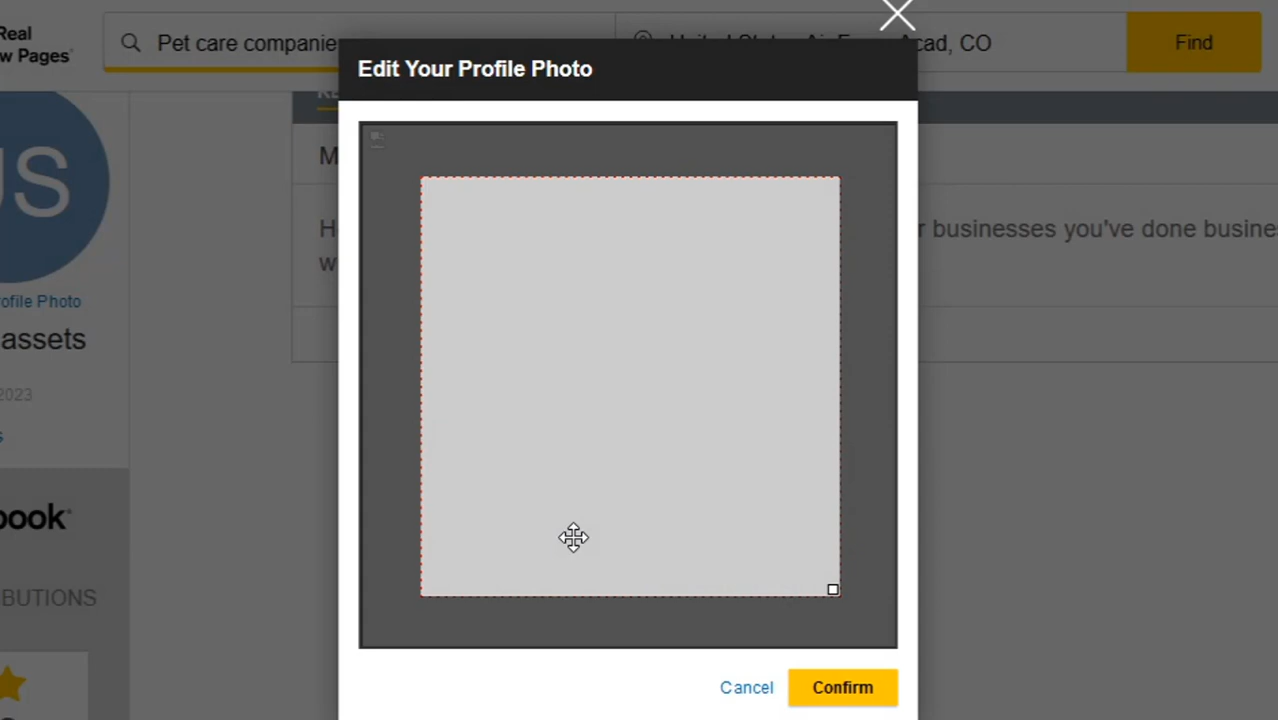 Real
Pet care companie
CO
Find
w Pages
Edit Your Profile Photo
JS
M
businesses you've done busine
w
ofile Photo
assets
2023
s
book
BUTIONS
Cancel
Confirm